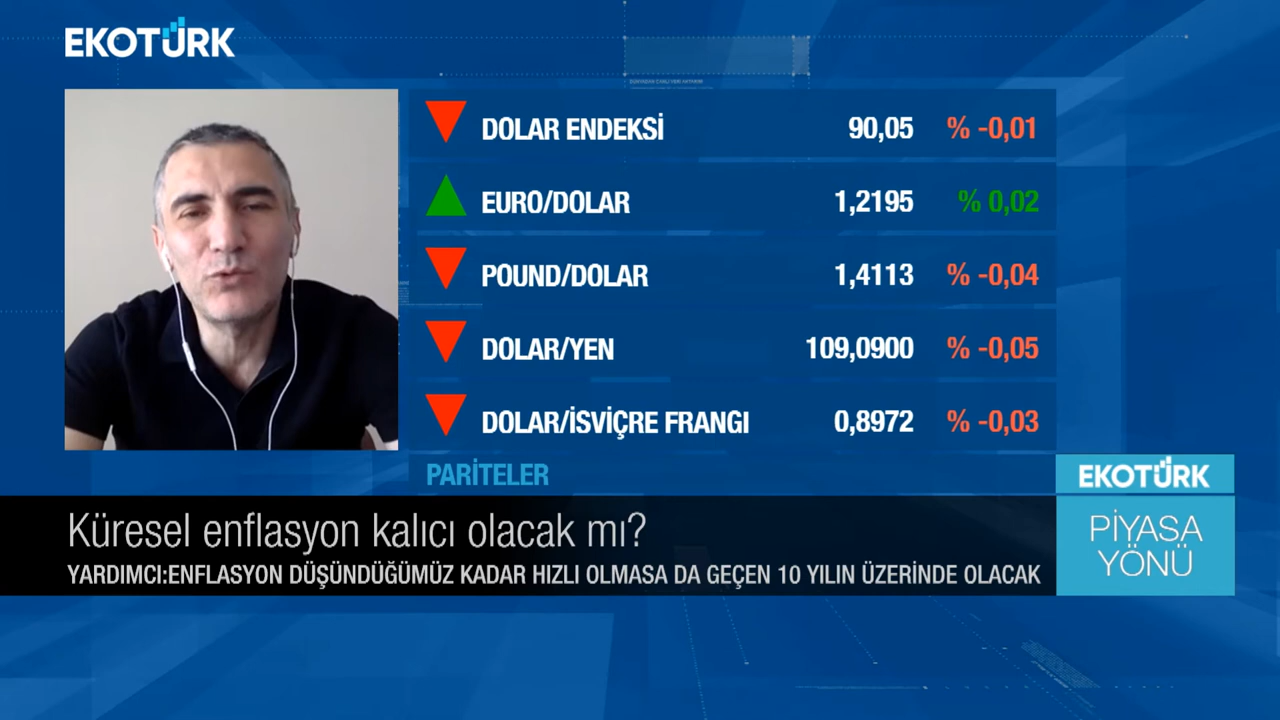 EKOTÜRK
DOLAR ENDEKSİ 90,05 % -0,01
EURO/DOLAR 1,2195 % 0,02
POUND/DOLAR 1,4113 % -0,04
DOLAR/YEN 109,0900 % -0,05
DOLAR/İSVİÇRE FRANGI 0,8972 % -0,03
PARİTELER
EKOTÜRK
Küresel enflasyon kalıcı olacak mı?
YARDIMCI:ENFLASYON DÜŞÜNDÜĞÜMÜZ KADAR HIZLI OLMASA DA GEÇEN 10 YILIN ÜZERİNDE OLACAK
PİYASA
YÖNÜ